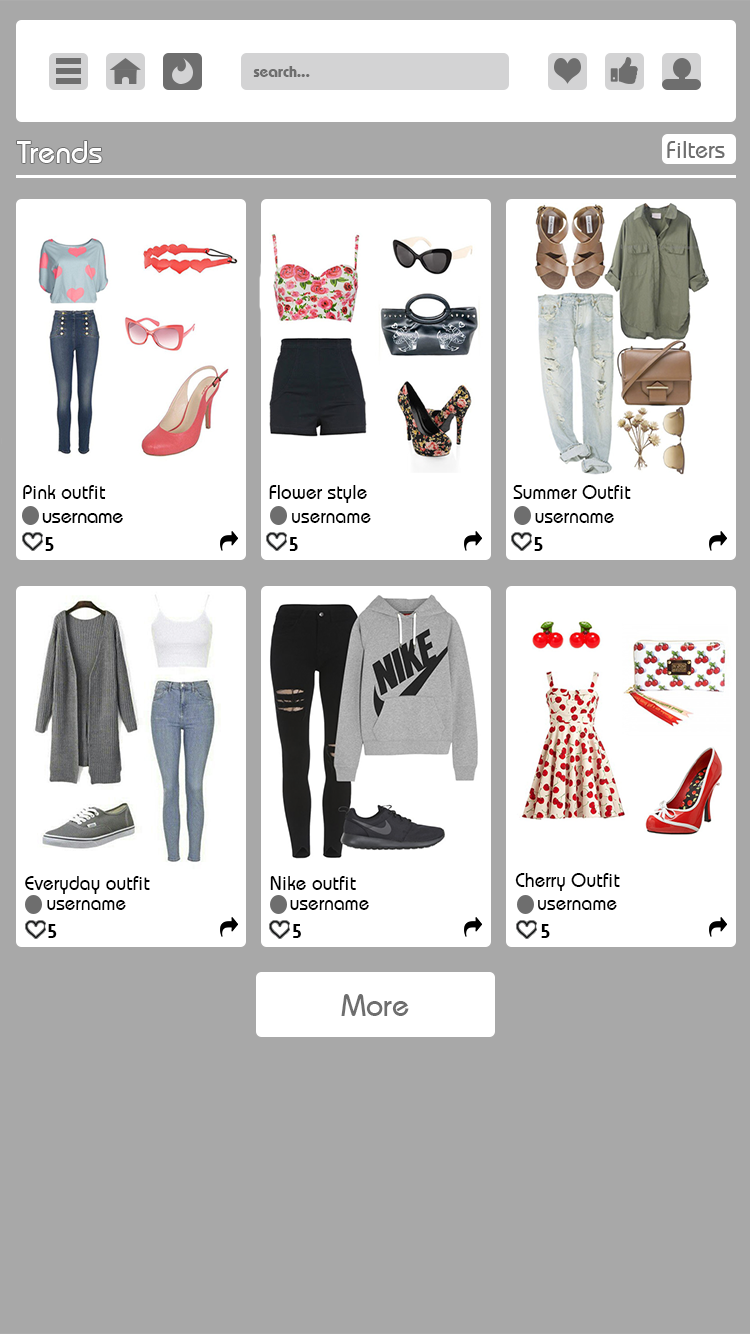 search...
Trends
Filters
Pink outfit
username
5
Flower style
username
5
Summer Outfit
username
5
NIKE
Everyday outfit
username
5
Nike outfit
username
5
Cherry Outfit
username
5
More